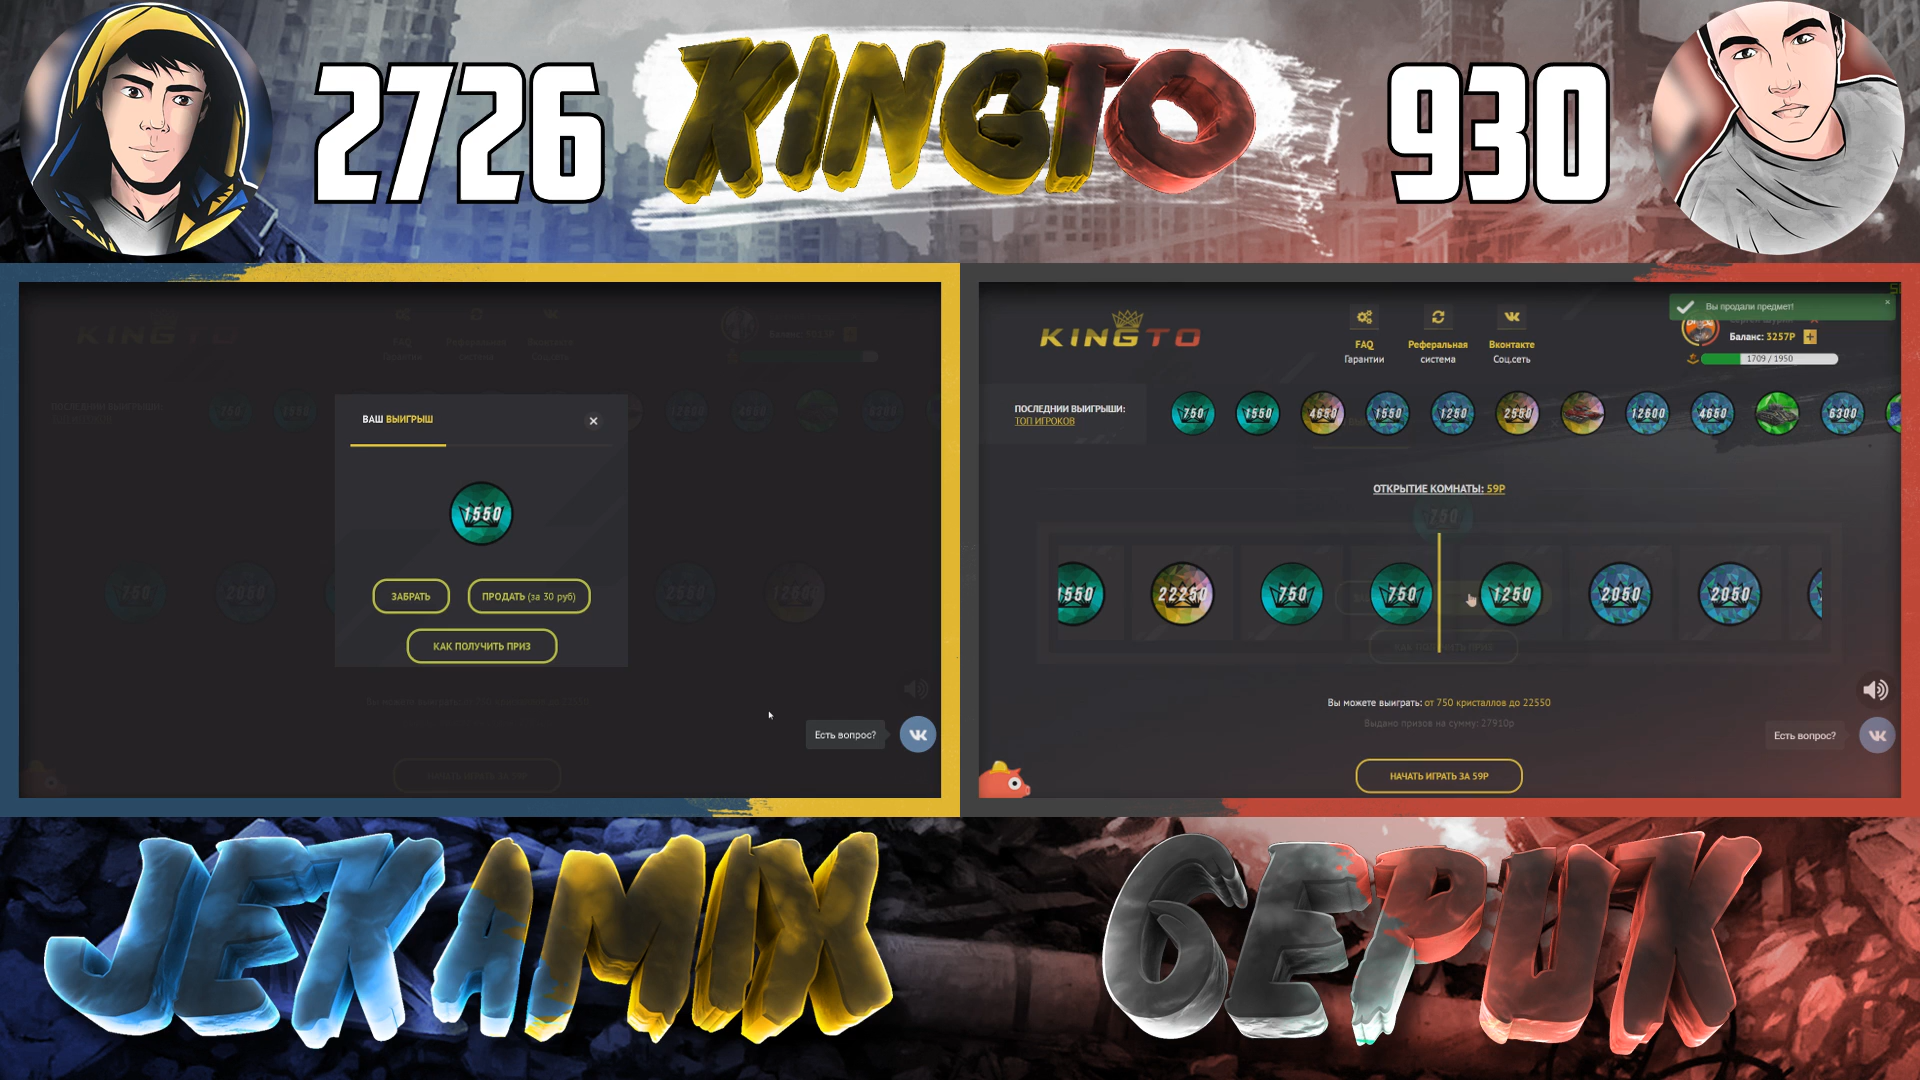 2726
KINGTO
930
ВАШ ВЫИГРЫШ
1550
ЗАБРАТЬ
ПРОДАТЬ (за 30 руб)
КАК ПОЛУЧИТЬ ПРИЗ
Есть вопрос?
KINGTO
FAQ
Гарантии
Реферальная
система
Вконтакте
Соц.сеть
Вы продали предмет!
Баланс: 3257Р
1709 / 1950
ПОСЛЕДНИИ ВЫИГРЫШИ:
ТОП ИГРОКОВ
750 1550 4650 1550 1250 2550 12600 4650 6300
ОТКРЫТИЕ КОМНАТЫ: 59Р
750
1550 22250 750 750 1250 2050 2050
Вы можете выиграть: от 750 кристаллов до 22550
Выдано призов на сумму: 27910р
Есть вопрос?
НАЧАТЬ ИГРАТЬ ЗА 59Р
JEKAMIX
6EPUK